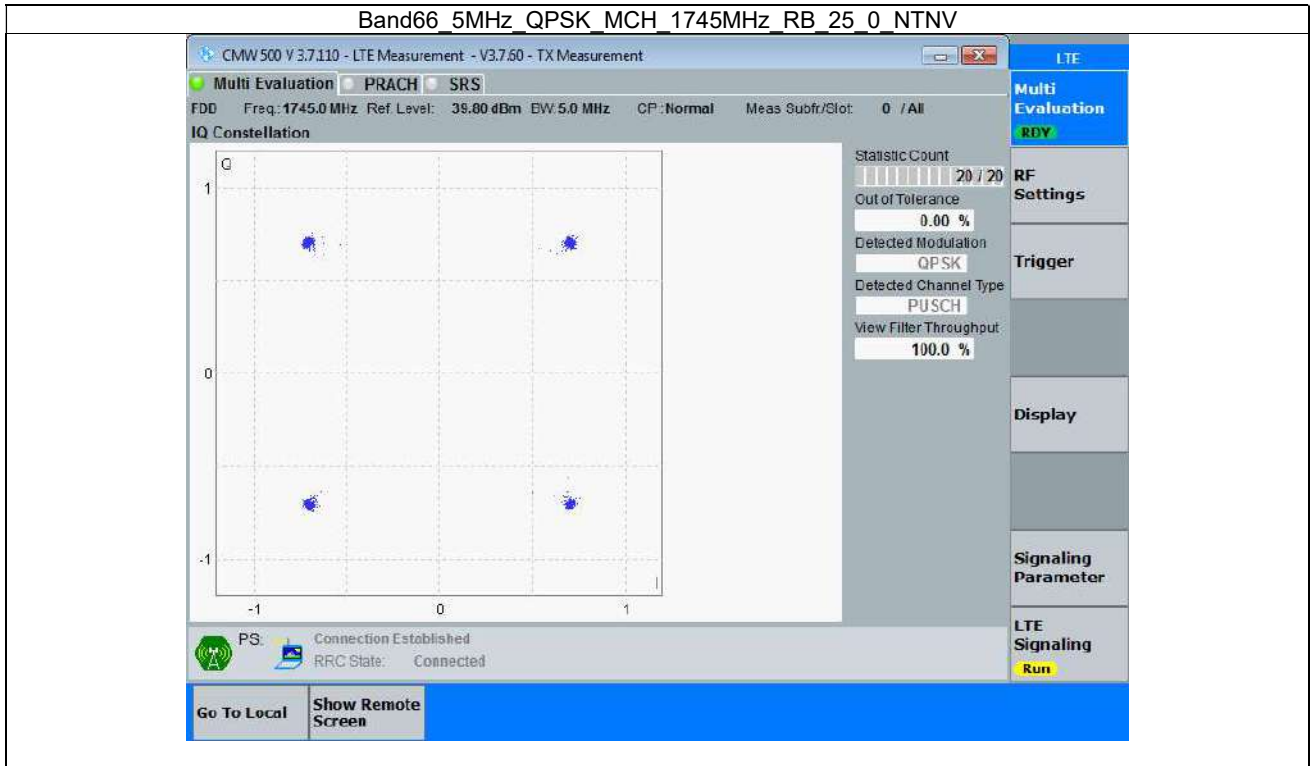 Band66_5MHz_QPSK_MCH_1745MHz_RB_25_0_NTNV
CMW 500 V 3.7.110 - LTE Measurement - V3.7.60 - TX Measurement
LTE
Multi Evaluation PRACH SRS
FDD Freq.: 1745.0 MHz Ref. Level: 39.80 dBm BW: 5.0 MHz CP: Normal Meas Subfr/Slot: 0 / All
IQ Constellation
Q
1
0
-1
-1 0 1
I
Statistic Count
20 / 20
Out of Tolerance
0.00 %
Detected Modulation
QPSK
Detected Channel Type
PUSCH
View Filter Throughput
100.0 %
Multi
Evaluation
RDY
RF
Settings
Trigger
Display
Signaling
Parameter
LTE
Signaling
Run
PS: Connection Established
RRC State: Connected
Go To Local
Show Remote
Screen